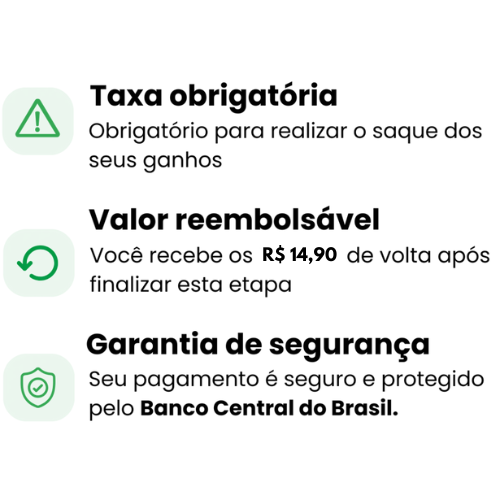 Taxa obrigatória
Obrigatório para realizar o saque dos
seus ganhos
Valor reembolsável
Você recebe os R$ 14,90 de volta após
finalizar esta etapa
Garantia de segurança
Seu pagamento é seguro e protegido
pelo Banco Central do Brasil.